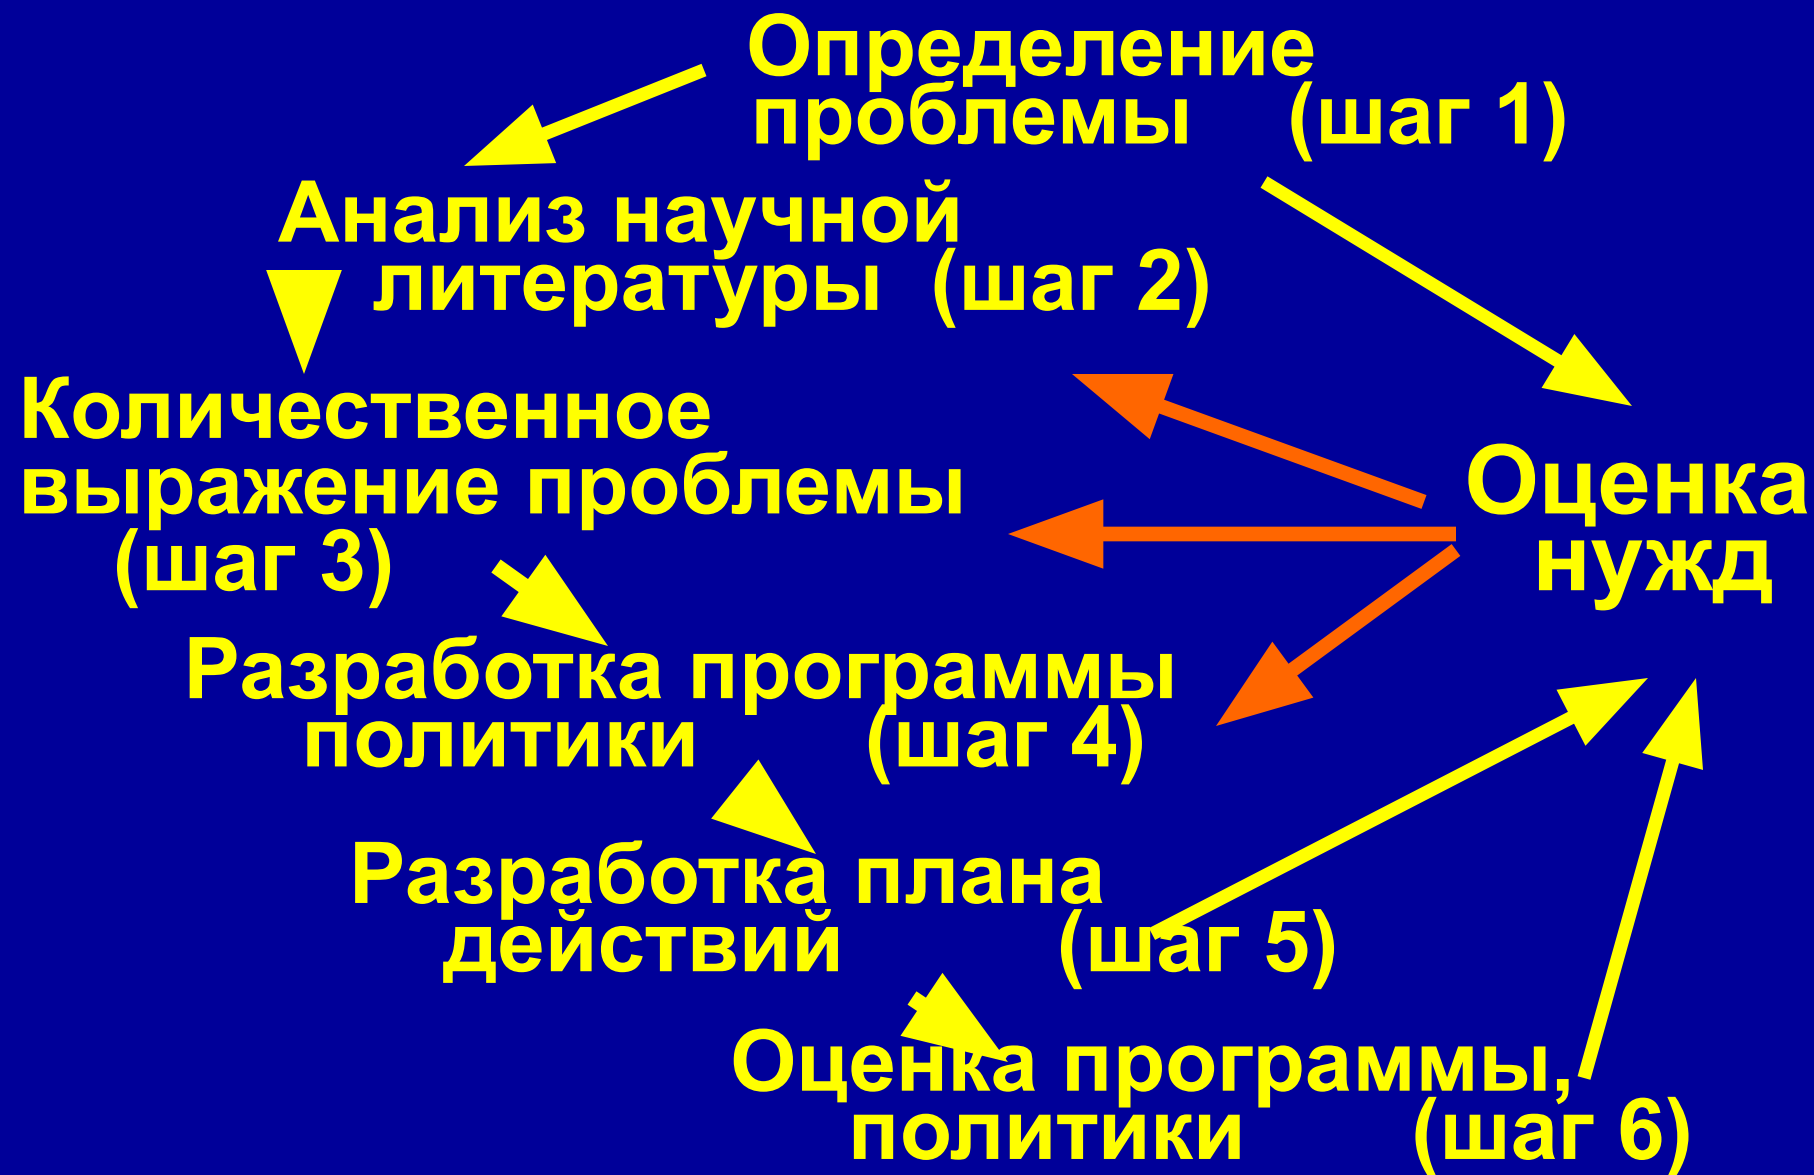 Определение
проблемы (шаг 1)
Анализ научной
литературы (шаг 2)
Количественное
выражение проблемы
(шаг 3)
Оценка
нужд
Разработка программы
политики (шаг 4)
Разработка плана
действий (шаг 5)
Оценка программы,
политики (шаг 6)